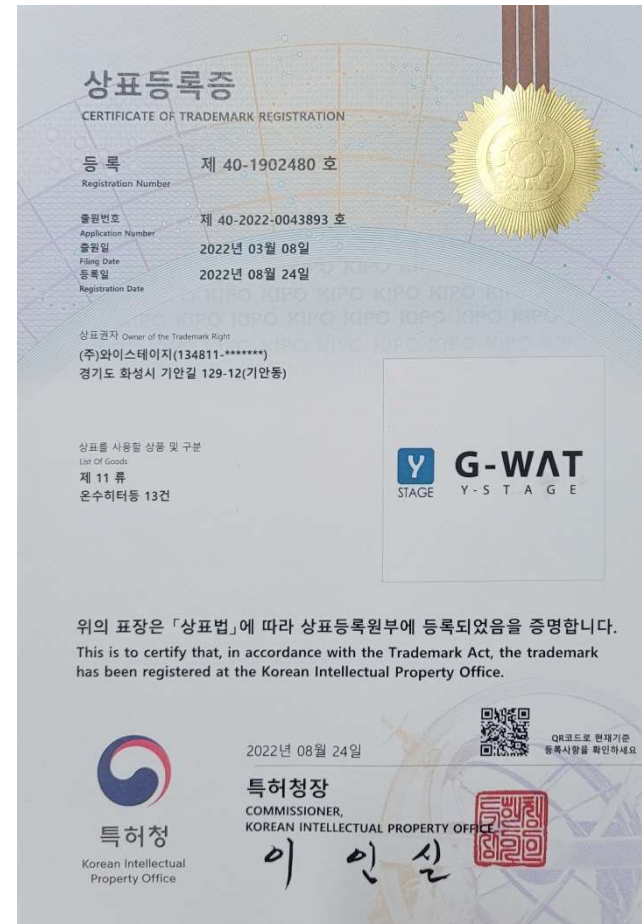 상표등록증
CERTIFICATE OF TRADEMARK REGISTRATION
등 록 제 40-1902480 호
Registration Number
출원번호 제 40-2022-0043893 호
Application Number
출원일 2022년 03월 08일
Filing Date
등록일 2022년 08월 24일
Registration Date
상표권자 Owner of the Trademark Right
(주)와이스테이지(134811-*******)
경기도 화성시 기안길 129-12(기안동)
상표를 사용할 상품 및 구분
List Of Goods
제 11 류
온수히터등 13건
Y
STAGE
G-WΛT
Y-STAGE
위의 표장은 「상표법」에 따라 상표등록원부에 등록되었음을 증명합니다.
This is to certify that, in accordance with the Trademark Act, the trademark
has been registered at the Korean Intellectual Property Office.
QR코드로 현재기준
등록사항을 확인하세요
2022년 08월 24일
특허청장
COMMISSIONER,
KOREAN INTELLECTUAL PROPERTY OFFICE
이 인 실
특허청
Korean Intellectual
Property Office